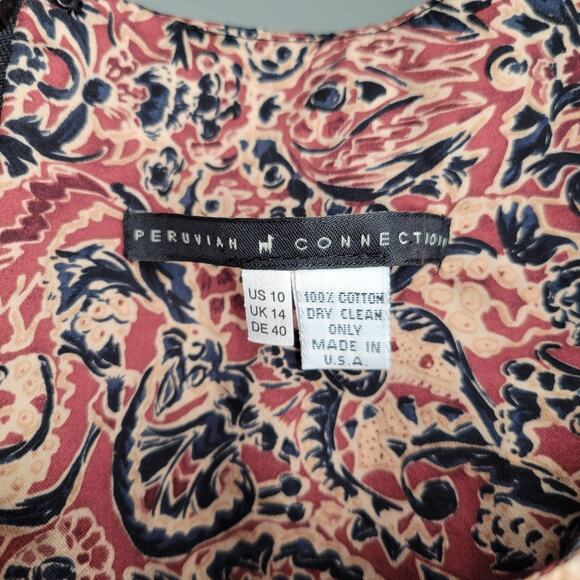 PERUVIAN CONNECTION
US 10
UK 14
DE 40
100% COTTON
DRY CLEAN
ONLY
MADE IN
U.S.A.